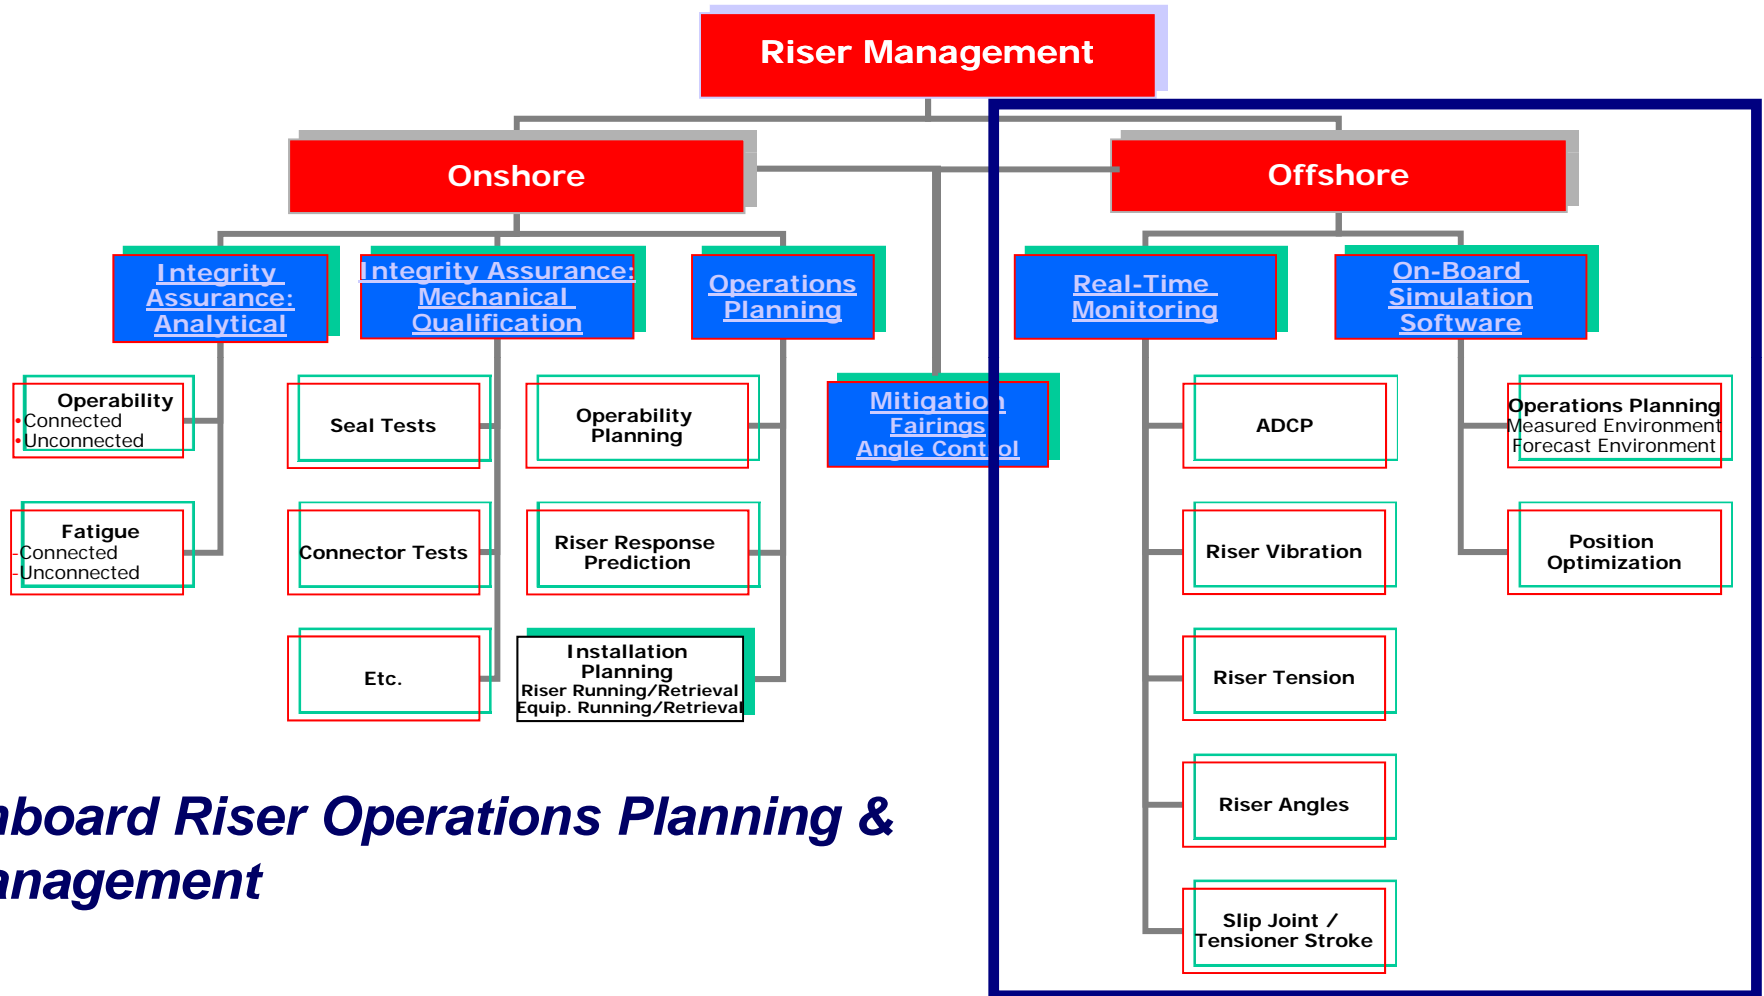 Riser Management
Onshore
Offshore
Integrity
Assurance:
Analytical
Integrity Assurance:
Mechanical
Qualification
Operations
Planning
Real-Time
Monitoring
On-Board
Simulation
Software
Mitigation
Fairings
Angle Control
Operability
•Connected
•Unconnected
Fatigue
-Connected
-Unconnected
Seal Tests
Connector Tests
Etc.
Operability
Planning
Riser Response
Prediction
Installation
Planning
Riser Running/Retrieval
Equip. Running/Retrieval
ADCP
Riser Vibration
Riser Tension
Riser Angles
Slip Joint /
Tensioner Stroke
Operations Planning
Measured Environment
Forecast Environment
Position
Optimization
nboard Riser Operations Planning &
anagement